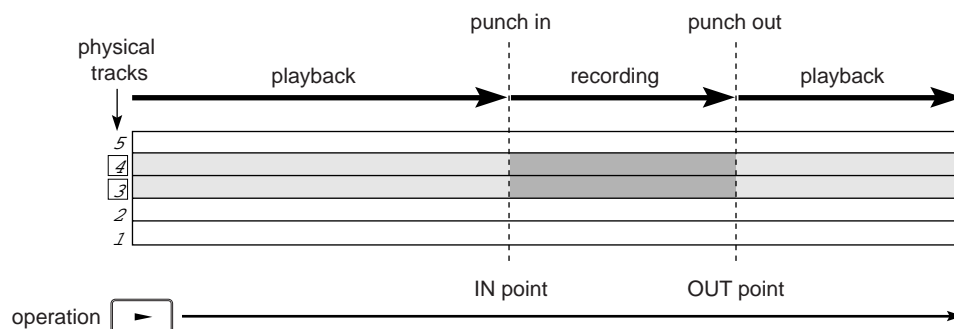 punch in punch out
physical
tracks
playback recording playback
5
4
3
2
1
IN point OUT point
operation